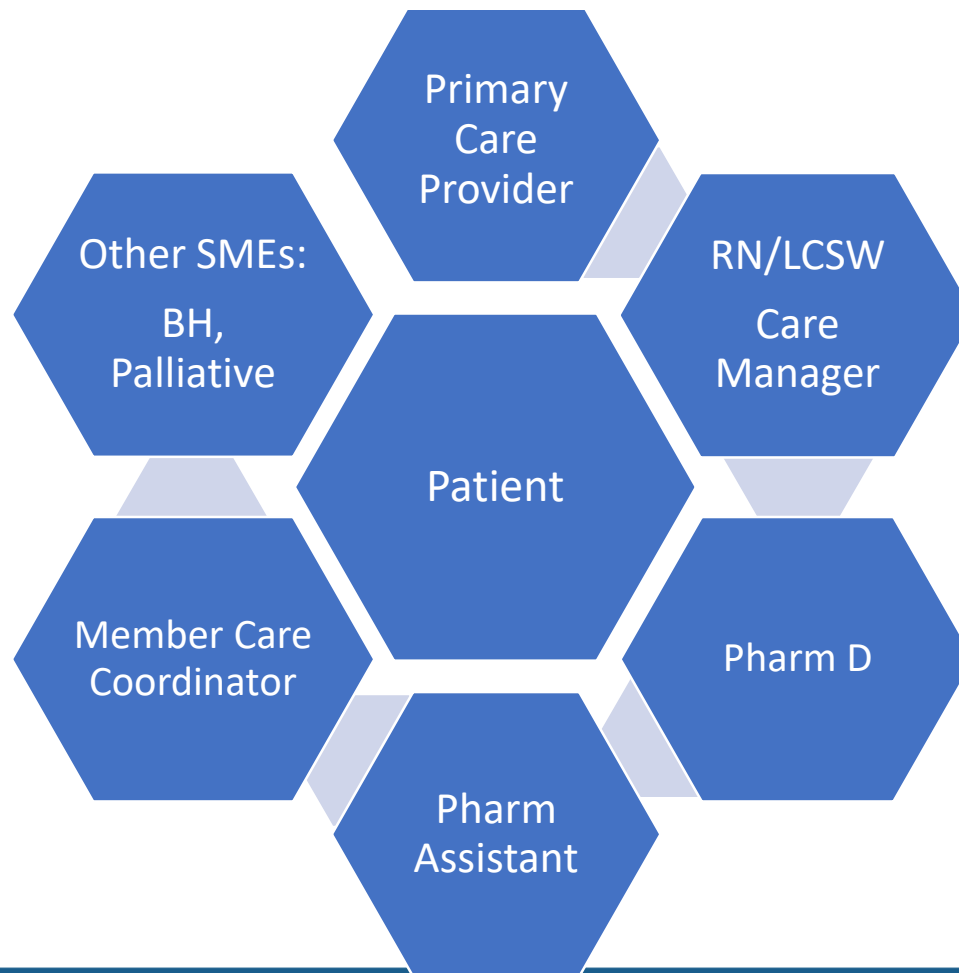 Primary
Care
Provider
Other SMEs:
BH,
Palliative
RN/LCSW
Care
Manager
Patient
Member Care
Coordinator
Pharm D
Pharm
Assistant